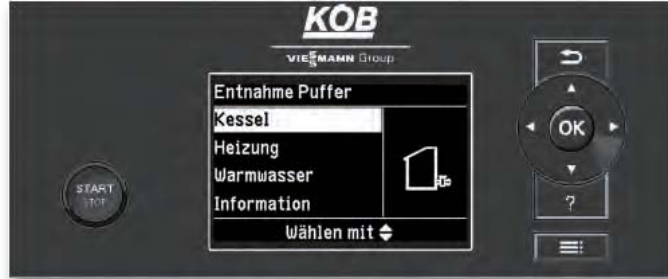 KÖB
VIESMANN Group
Entnahme Puffer
Kessel
Heizung
Warmwasser
Information
Wählen mit
START
STOP
OK
?